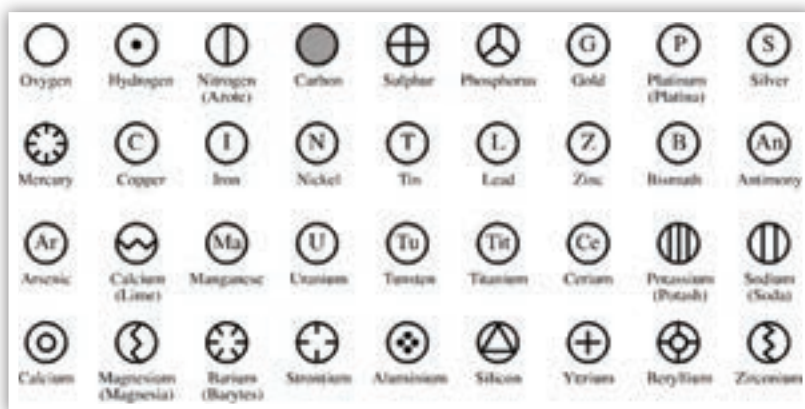 G P S
Oxygen Hydrogen Nitrogen Carbon Sulphur Phosphorus Gold Platinum Silver
(Azote) (Platina)
C I N T L Z B An
Mercury Copper Iron Nickel Tin Lead Zinc Bismuth Antimony
Ar Ma U Tu Tit Ce
Arsenic Calcium Manganese Uranium Tunsten Titanium Cerium Potassium Sodium
(Lime) (Potash) (Soda)
Calcium Magnesium Barium Strontium Aluminium Silicon Yttrium Beryllium Zirconium
(Magnesia) (Barytes)